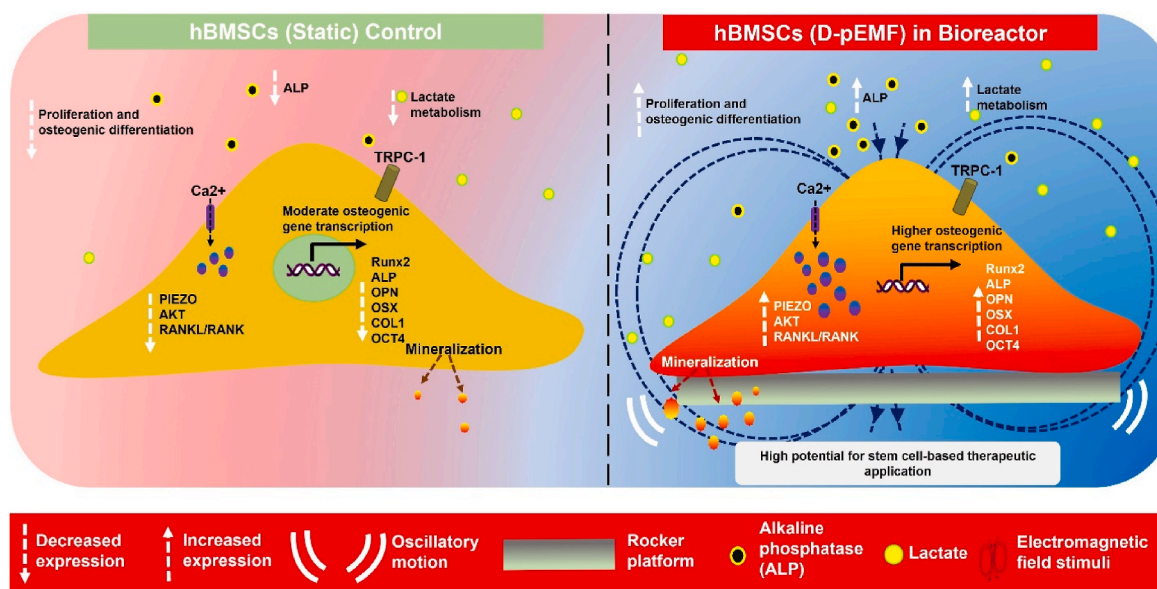 hBMSCs (Static) Control
ALP
Proliferation and
osteogenic differentiation
Lactate
metabolism
TRPC-1
Ca2+
Moderate osteogenic
gene transcription
Runx2
ALP
OPN
OSX
COL1
OCT4
PIEZO
AKT
RANKL/RANK
Mineralization
hBMSCs (D-pEMF) in Bioreactor
Proliferation and
osteogenic differentiation
ALP
Lactate
metabolism
TRPC-1
Ca2+
Higher osteogenic
gene transcription
Runx2
ALP
OPN
OSX
COL1
OCT4
PIEZO
AKT
RANKL/RANK
Mineralization
High potential for stem cell-based therapeutic
application
Decreased
expression
Increased
expression
Oscillatory
motion
Rocker
platform
Alkaline
phosphatase
(ALP)
Lactate
Electromagnetic
field stimuli